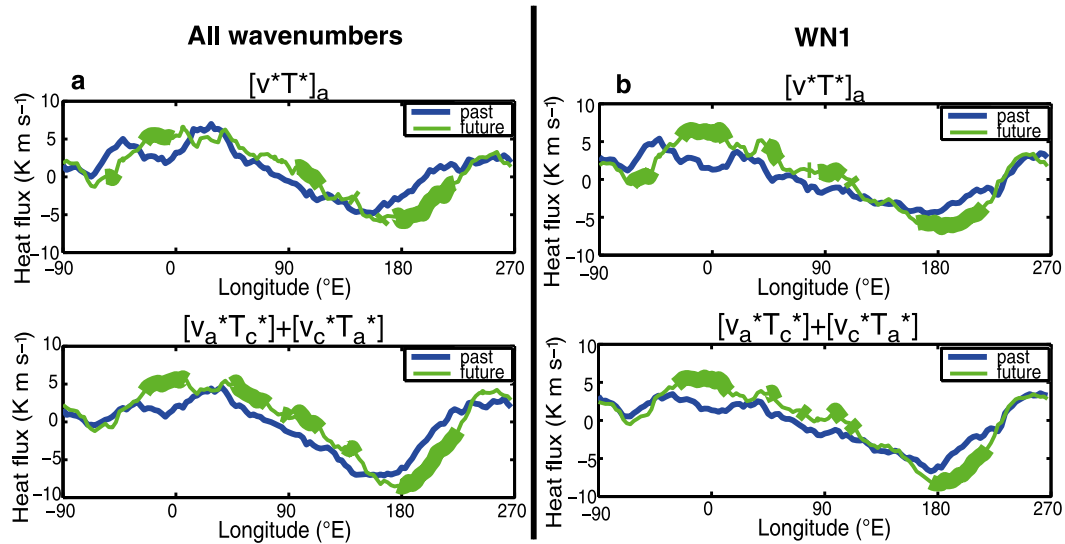 All wavenumbers
a
[v*T*]a
past
future
Heat flux (K m s⁻¹)
10
5
0
−5
−10
−90
0
90
180
270
Longitude (°E)
[va*Tc*]+[vc*Ta*]
past
future
Heat flux (K m s⁻¹)
10
5
0
−5
−10
−90
0
90
180
270
Longitude (°E)
WN1
b
[v*T*]a
past
future
Heat flux (K m s⁻¹)
10
5
0
−5
−10
−90
0
90
180
270
Longitude (°E)
[va*Tc*]+[vc*Ta*]
past
future
Heat flux (K m s⁻¹)
10
5
0
−5
−10
−90
0
90
180
270
Longitude (°E)